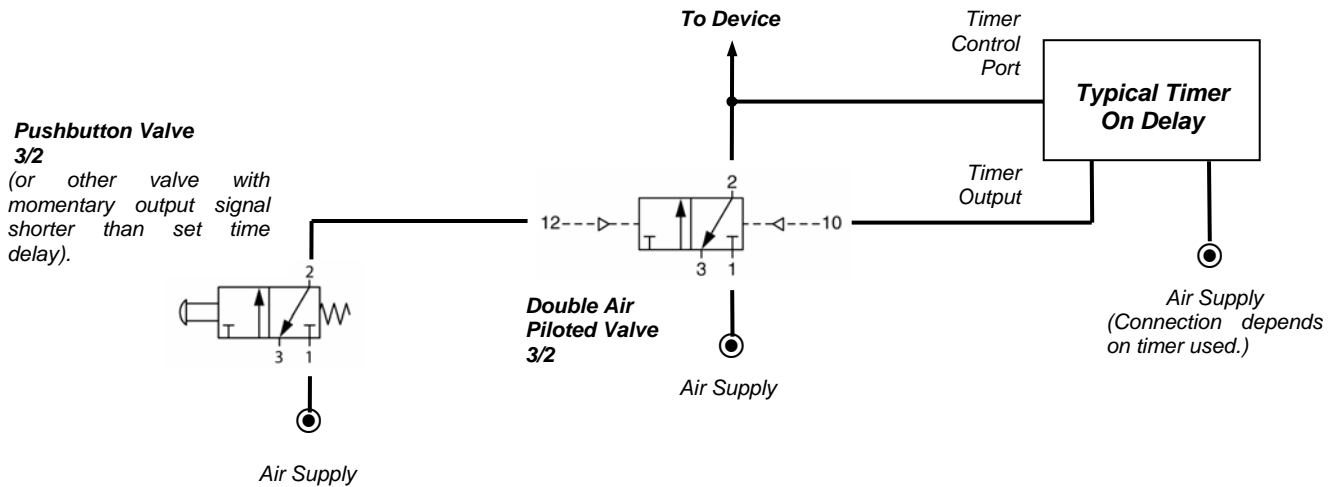 To Device
Timer
Control
Port
Typical Timer
On Delay
Pushbutton Valve
3/2
(or other valve with
momentary output signal
shorter than set time
delay).
Timer
Output
2
12
10
3 1
2
3 1
Double Air
Piloted Valve
3/2
Air Supply
Air Supply
(Connection depends
on timer used.)
Air Supply